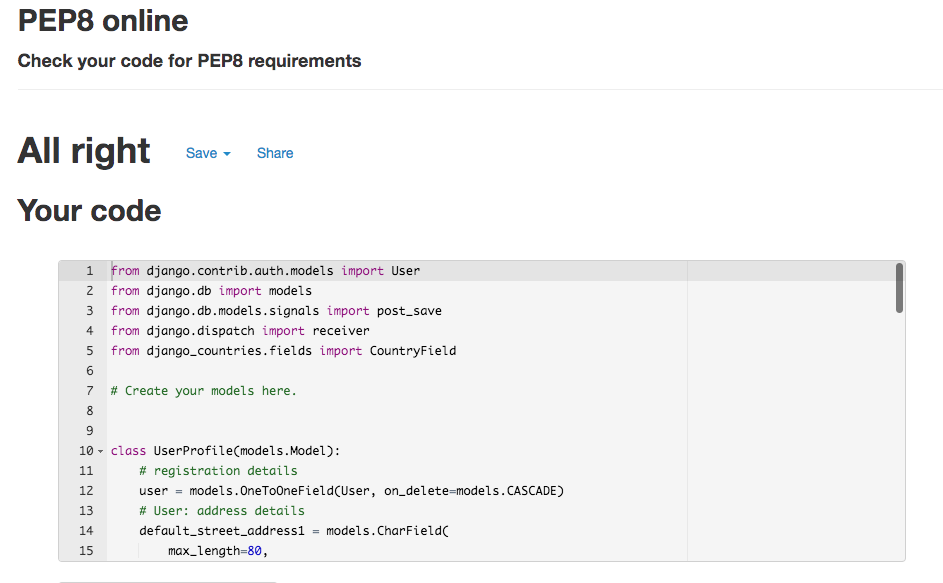 PEP8 online
Check your code for PEP8 requirements
All right Save Share
Your code
1 from django.contrib.auth.models import User
2 from django.db import models
3 from django.db.models.signals import post_save
4 from django.dispatch import receiver
5 from django_countries.fields import CountryField
6
7 # Create your models here.
8
9
10 class UserProfile(models.Model):
11     # registration details
12     user = models.OneToOneField(User, on_delete=models.CASCADE)
13     # User: address details
14     default_street_address1 = models.CharField(
15         max_length=80,